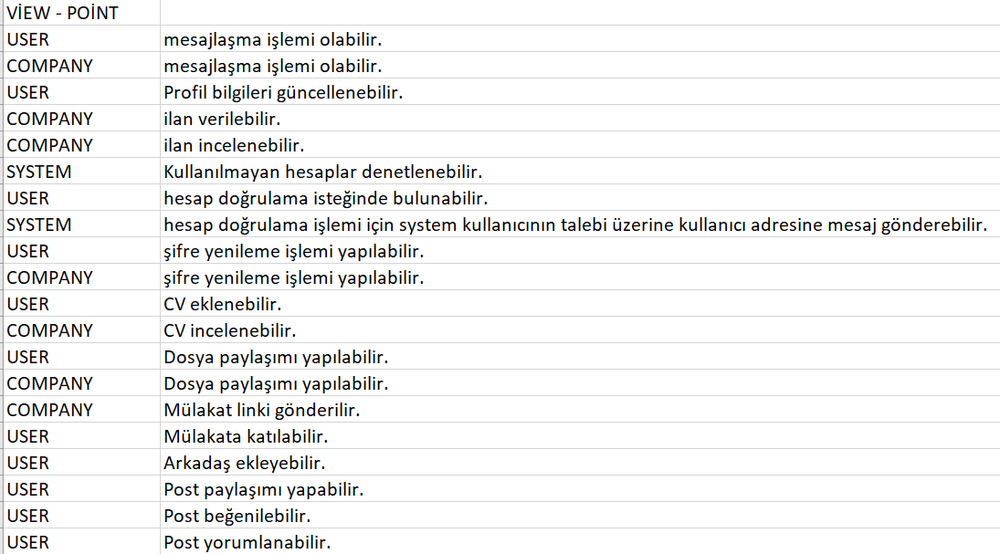 VİEW - POİNT
USER mesajlaşma işlemi olabilir.
COMPANY mesajlaşma işlemi olabilir.
USER Profil bilgileri güncellenebilir.
COMPANY ilan verilebilir.
COMPANY ilan incelenebilir.
SYSTEM Kullanılmayan hesaplar denetlenebilir.
USER hesap doğrulama isteğinde bulunabilir.
SYSTEM hesap doğrulama işlemi için system kullanıcının talebi üzerine kullanıcı adresine mesaj gönderebilir.
USER şifre yenileme işlemi yapılabilir.
COMPANY şifre yenileme işlemi yapılabilir.
USER CV eklenebilir.
COMPANY CV incelenebilir.
USER Dosya paylaşımı yapılabilir.
COMPANY Dosya paylaşımı yapılabilir.
COMPANY Mülakat linki gönderilir.
USER Mülakata katılabilir.
USER Arkadaş ekleyebilir.
USER Post paylaşımı yapabilir.
USER Post beğenilebilir.
USER Post yorumlanabilir.